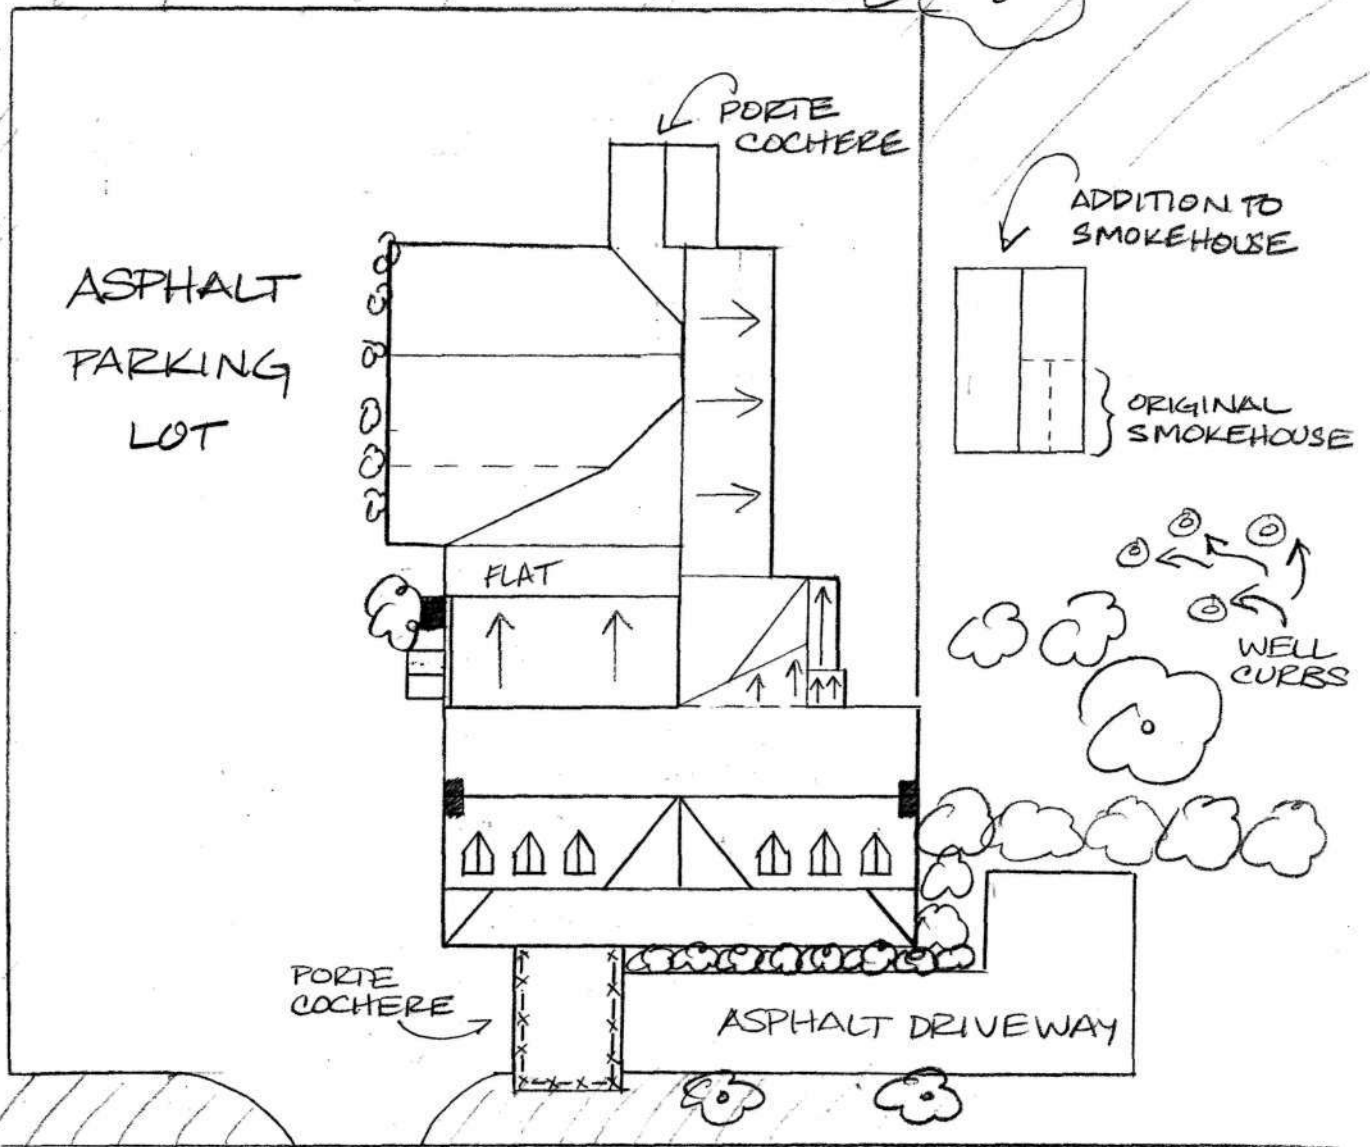 PORTE
COCHERE
ADDITION TO
SMOKEHOUSE
ASPHALT
PARKING
LOT
ORIGINAL
SMOKEHOUSE
FLAT
WELL
CURBS
PORTE
COCHERE
ASPHALT DRIVEWAY